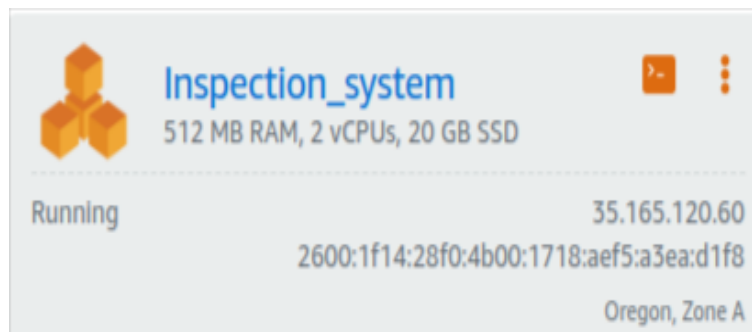 Inspection_system
512 MB RAM, 2 vCPUs, 20 GB SSD
Running
35.165.120.60
2600:1f14:28f0:4b00:1718:aef5:a3ea:d1f8
Oregon, Zone A